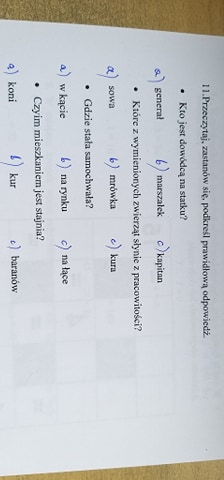 11.Przeczytaj, zastanów się, podkreśl prawidłową odpowiedź.
• Kto jest dowódcą na statku?
a) generał b) marszałek c) kapitan
• Które z wymienionych zwierząt słynie z pracowitości?
a) sowa b) mrówka c) kura
• Gdzie stała samochwała?
a) w kącie b) na rynku c) na łące
• Czyim mieszkaniem jest stajnia?
a) koni b) kur c) baranów